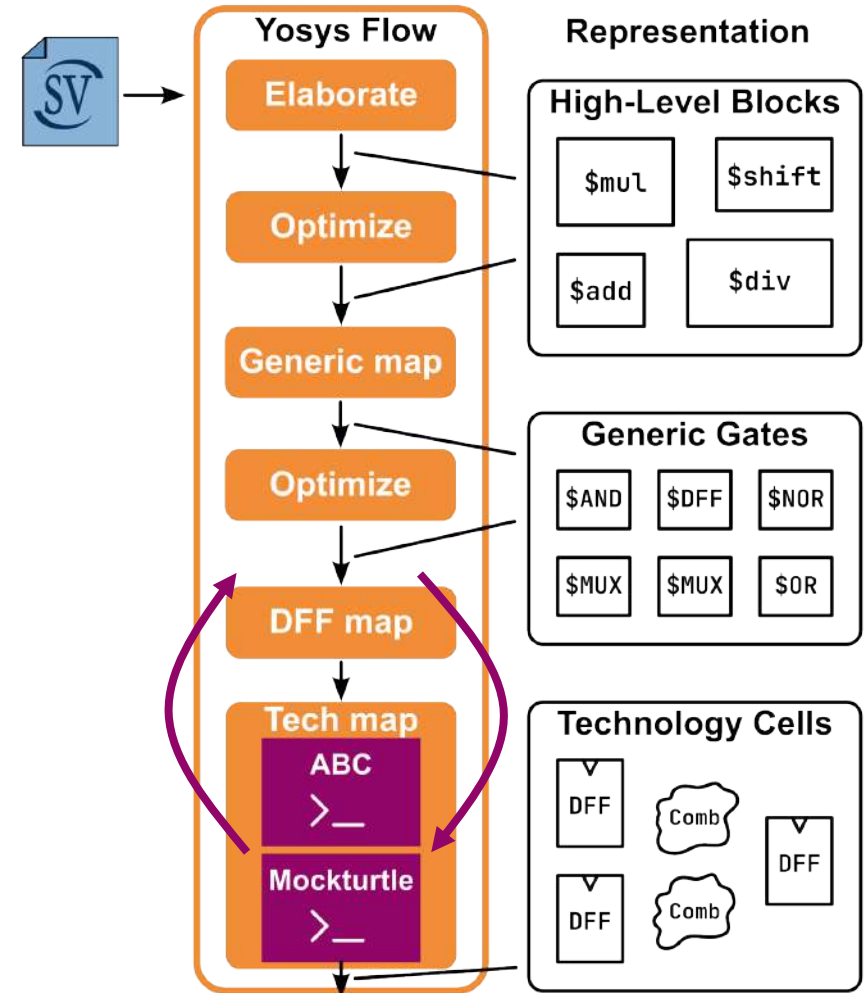 Yosys Flow
Representation
SV
Elaborate
Optimize
Generic map
Optimize
DFF map
Tech map
ABC
>_
Mockturtle
>_
High-Level Blocks
$mul
$shift
$add
$div
Generic Gates
$AND
$DFF
$NOR
$MUX
$MUX
$OR
Technology Cells
DFF
Comb
DFF
DFF
Comb